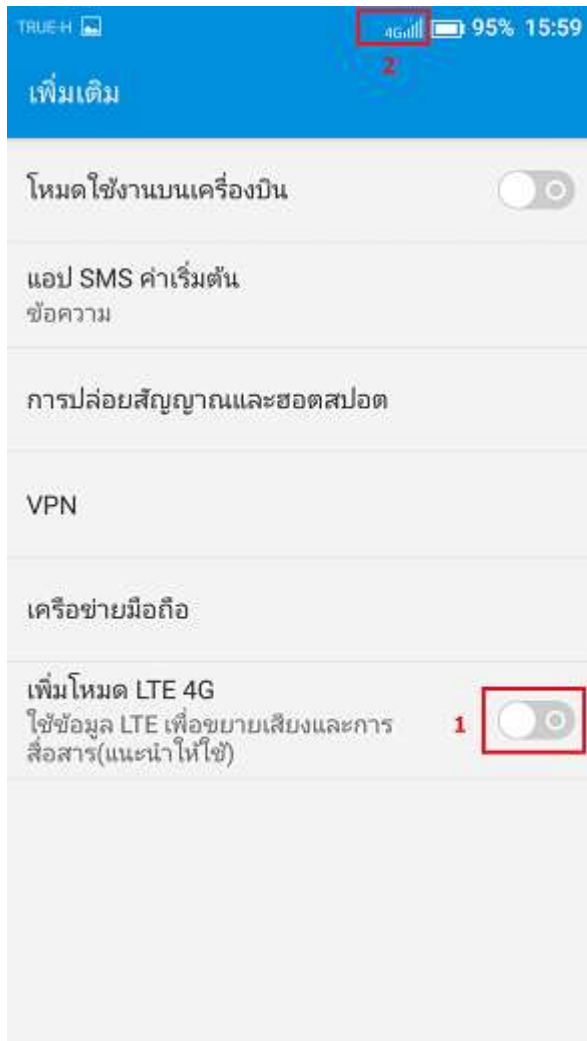 TRUE-H 4G 95% 15:59
2
เพิ่มเติม
โหมดใช้งานบนเครื่องบิน
แอป SMS ค่าเริ่มต้น
ข้อความ
การปล่อยสัญญาณและฮอตสปอต
VPN
เครือข่ายมือถือ
เพิ่มโหมด LTE 4G
ใช้ข้อมูล LTE เพื่อขยายเสียงและการ
สื่อสาร(แนะนำให้ใช้)
1